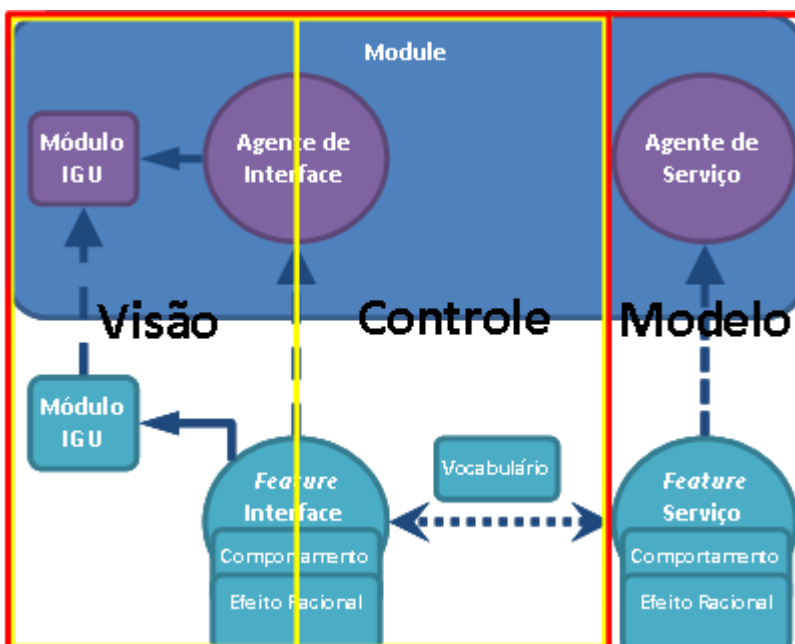 Module
Módulo
IGU
Agente de
Interface
Agente de
Serviço
Visão
Controle
Modelo
Módulo
IGU
Vocabulário
Feature
Interface
Feature
Serviço
Comportamento
Comportamento
Efeito Racional
Efeito Racional